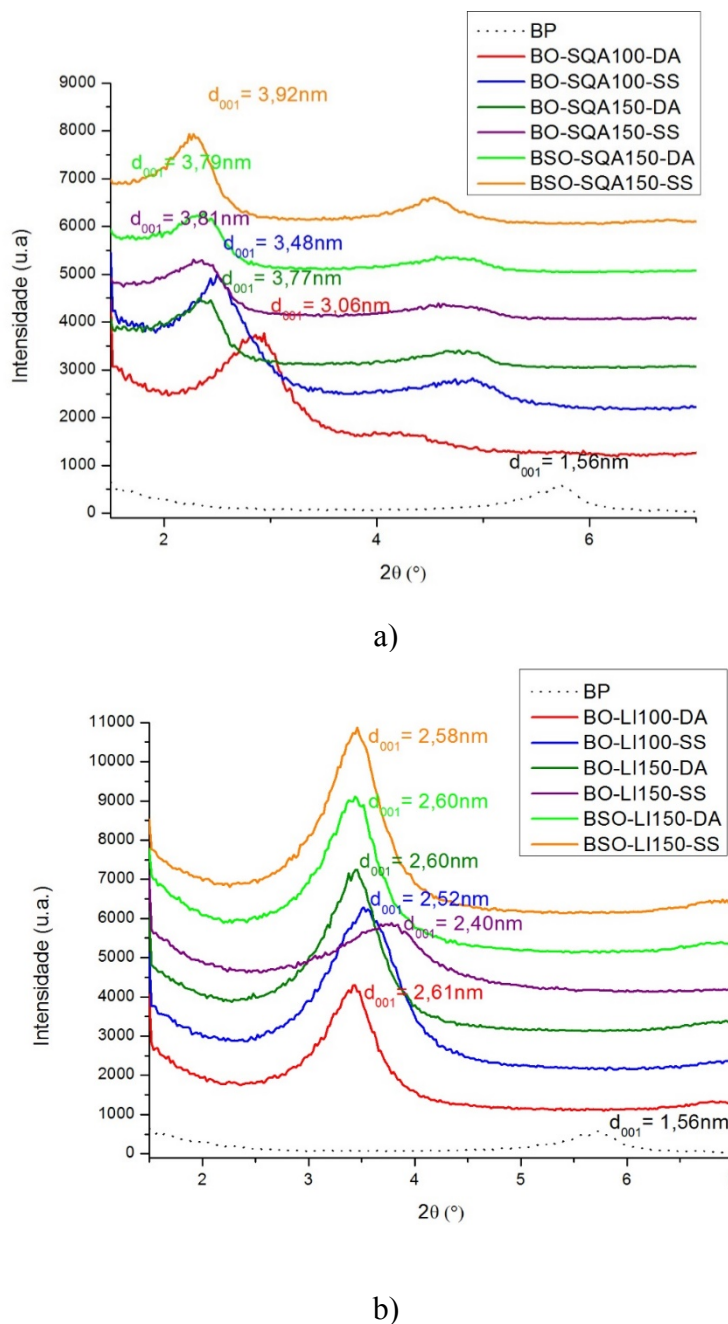 BP
BO-SQA100-DA
BO-SQA100-SS
BO-SQA150-DA
BO-SQA150-SS
BSO-SQA150-DA
BSO-SQA150-SS
9000
8000
7000
6000
5000
4000
3000
2000
1000
0
Intensidade (u.a)
d001 = 3,92nm
d001 = 3,79nm
d001 = 3,81nm
d001 = 3,48nm
d001 = 3,77nm
d001 = 3,06nm
d001 = 1,56nm
2 4 6
2θ (°)
a)
BP
BO-LI100-DA
BO-LI100-SS
BO-LI150-DA
BO-LI150-SS
BSO-LI150-DA
BSO-LI150-SS
11000
10000
9000
8000
7000
6000
5000
4000
3000
2000
1000
0
Intensidade (u.a.)
d001 = 2,58nm
d001 = 2,60nm
d001 = 2,60nm
d001 = 2,52nm
d001 = 2,40nm
d001 = 2,61nm
d001 = 1,56nm
2 3 4 5 6
2θ (°)
b)